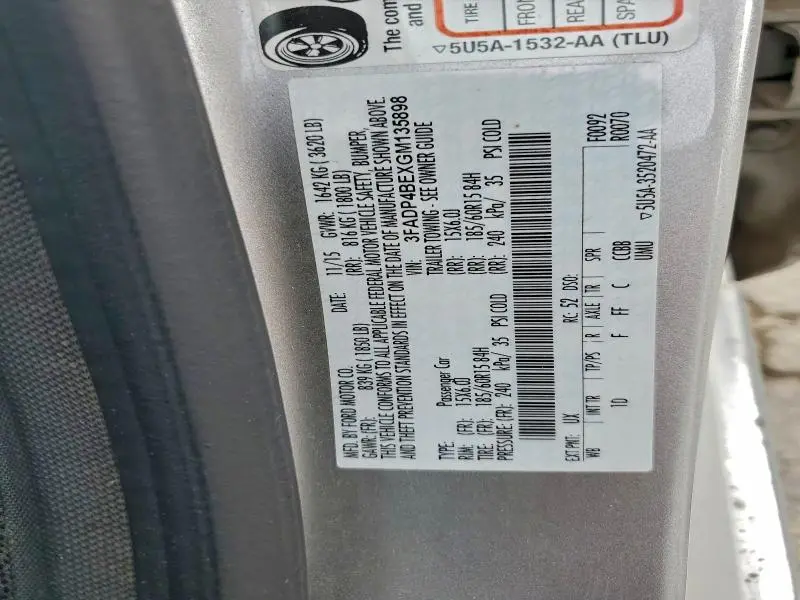 The com
TIRE
FRON
REA
SPA
▽5U5A-1532-AA (TLU)
MFD. BY FORD MOTOR CO.
DATE: 11/15 GVWR: 1642 KG ( 3620 LB)
GAWR: (FR): 839 KG ( 1850 LB) (RR): 816 KG ( 1800 LB)
THIS VEHICLE CONFORMS TO ALL APPLICABLE FEDERAL MOTOR VEHICLE SAFETY, BUMPER,
AND THEFT PREVENTION STANDARDS IN EFFECT ON THE DATE OF MANUFACTURE SHOWN ABOVE.
VIN: 3FADP4BEXGM135898
TYPE: Passenger Car TRAILER TOWING - SEE OWNER GUIDE
RIM: (FR): 15X6.0J (RR): 15X6.0J
TIRE: (FR): 185/60R15 84H (RR): 185/60R15 84H
PRESSURE (FR): 240 kPa/ 35 PSI COLD (RR): 240 kPa/ 35 PSI COLD
EXT PNT: UX RC: 52 DSO: F0092
WB INT TR TP/PS R AXLE TR SPR R0070
1D F FF C CCBB
UMU ▽5U5A-3520472-AA